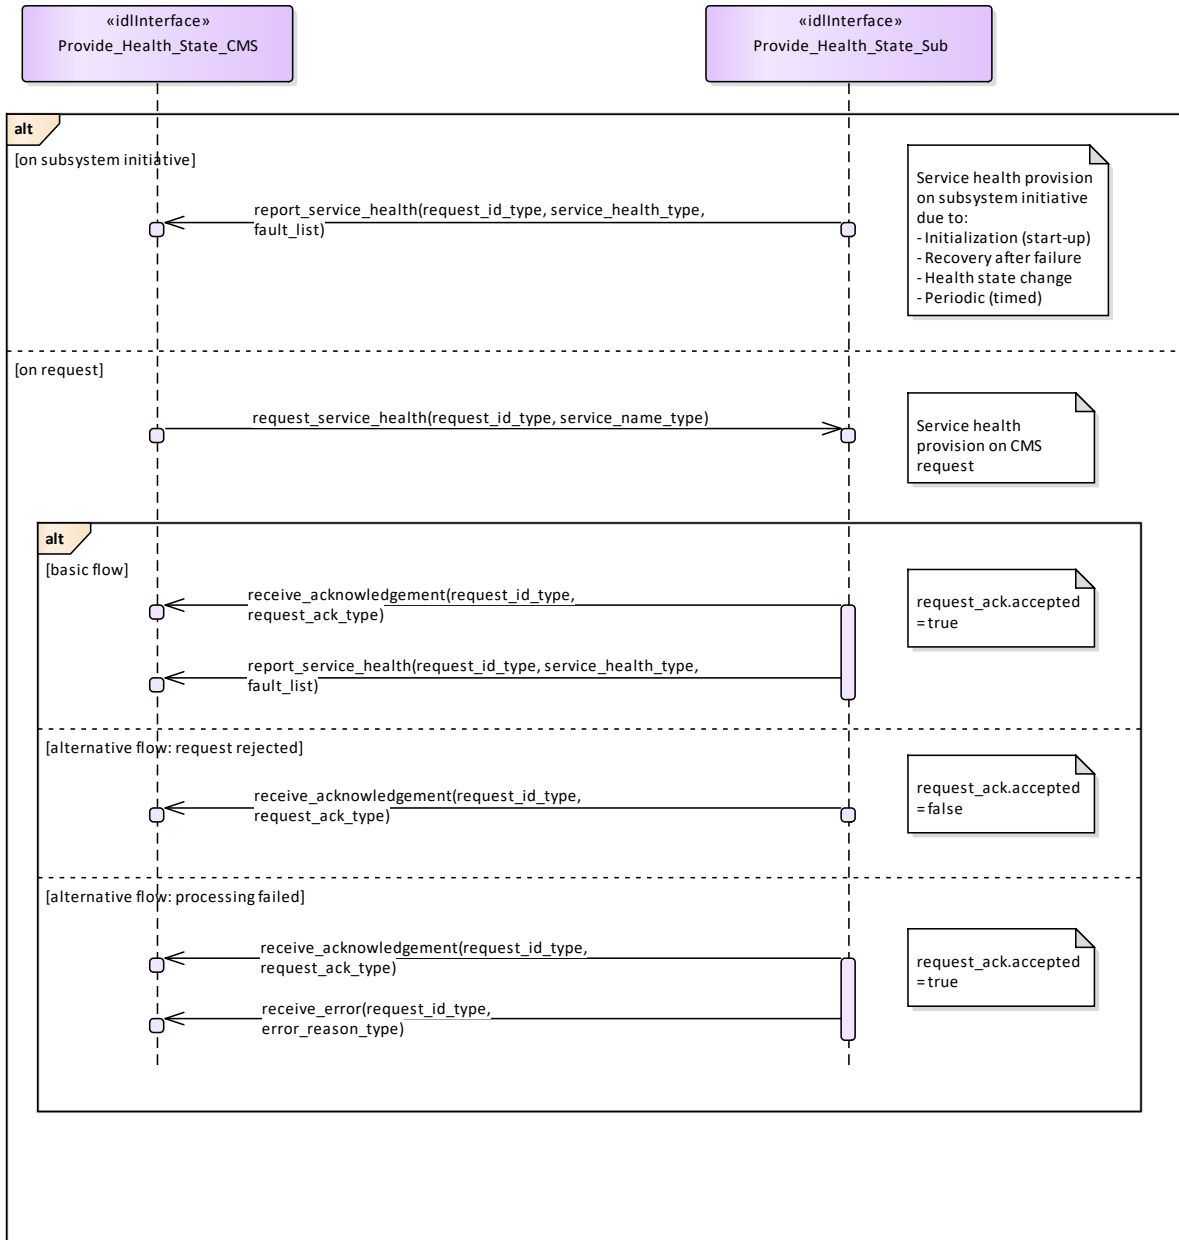 «idlInterface»
Provide_Health_State_CMS
«idlInterface»
Provide_Health_State_Sub
alt
[on subsystem initiative]
Service health provision
on subsystem initiative
due to:
- Initialization (start-up)
- Recovery after failure
- Health state change
- Periodic (timed)
report_service_health(request_id_type, service_health_type,
fault_list)
[on request]
request_service_health(request_id_type, service_name_type)
Service health
provision on CMS
request
alt
[basic flow]
receive_acknowledgement(request_id_type,
request_ack_type)
request_ack.accepted
=true
report_service_health(request_id_type, service_health_type,
fault_list)
[alternative flow: request rejected]
receive_acknowledgement(request_id_type,
request_ack_type)
request_ack.accepted
=false
[alternative flow: processing failed]
receive_acknowledgement(request_id_type,
request_ack_type)
request_ack.accepted
=true
receive_error(request_id_type,
error_reason_type)